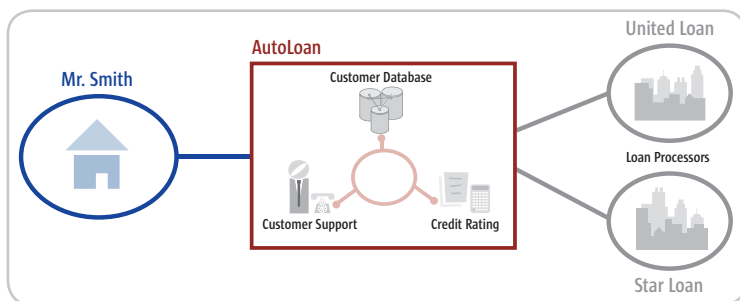 AutoLoan
United Loan
Mr. Smith
Customer Database
Loan Processors
Customer Support
Credit Rating
Star Loan